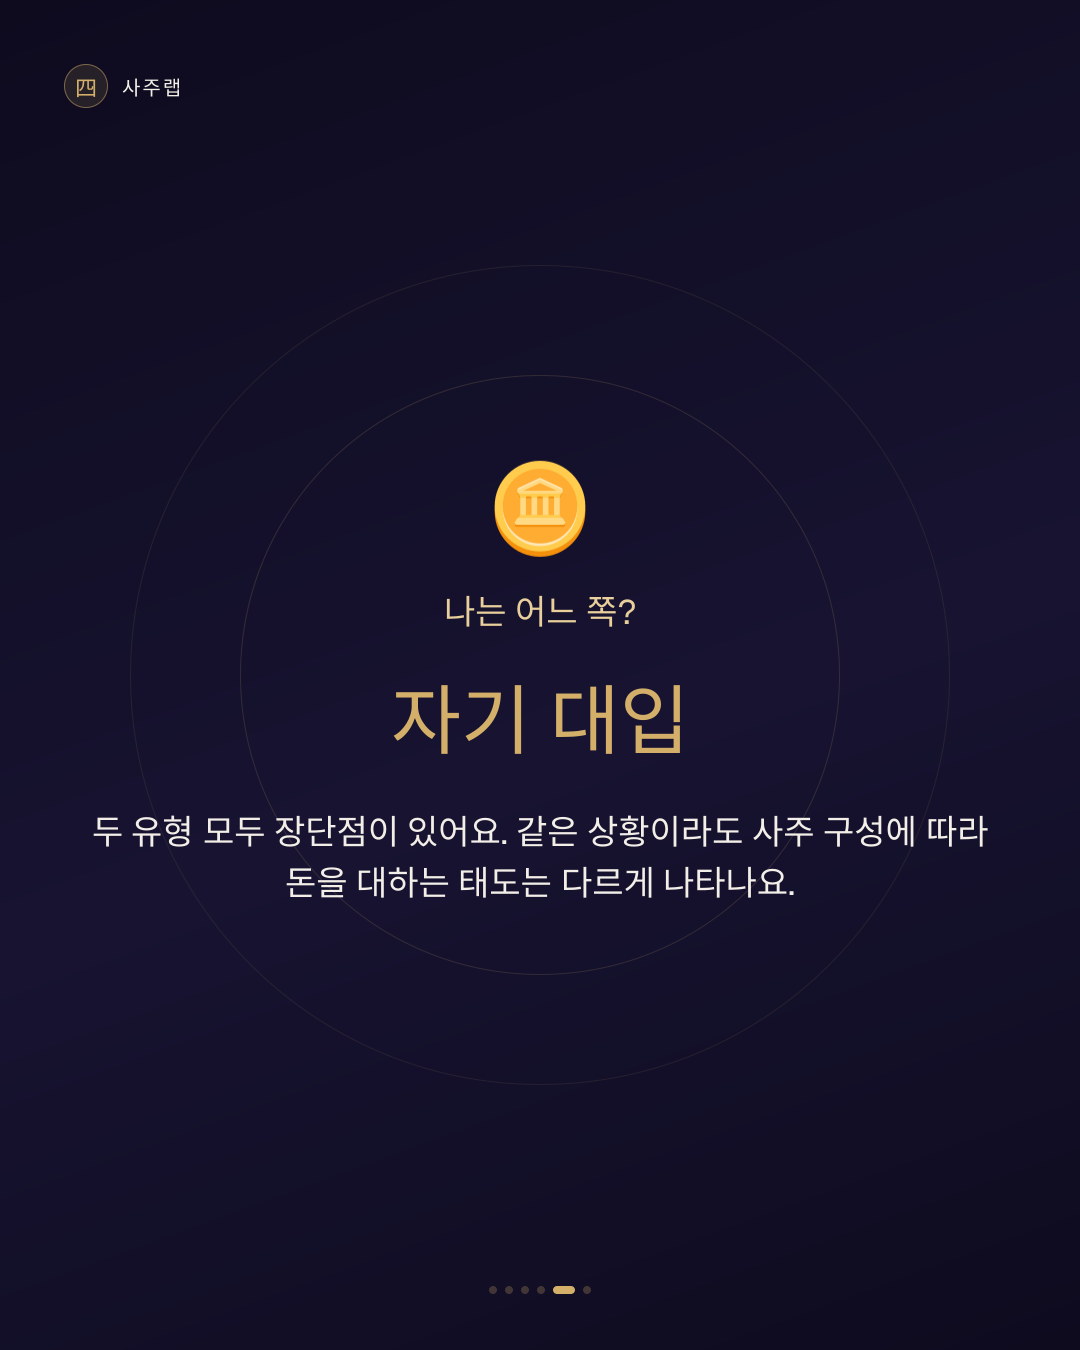 四 사주랩
나는 어느 쪽?
자기 대입
두 유형 모두 장단점이 있어요. 같은 상황이라도 사주 구성에 따라
돈을 대하는 태도는 다르게 나타나요.